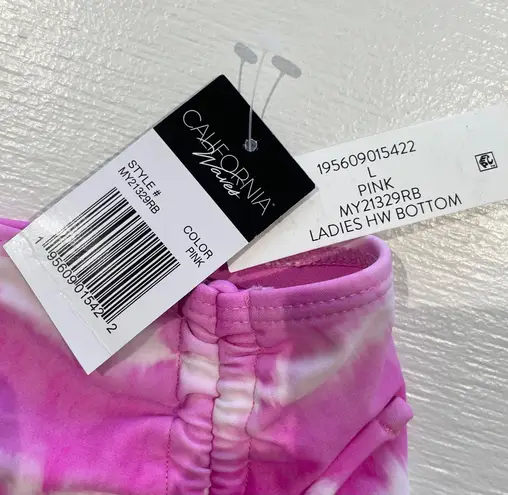 CALIFORNIA
Waves
STYLE #
MY21329RB
COLOR
PINK
1 95609 01542 2
195609015422
L
PINK
MY21329RB
LADIES HW BOTTOM